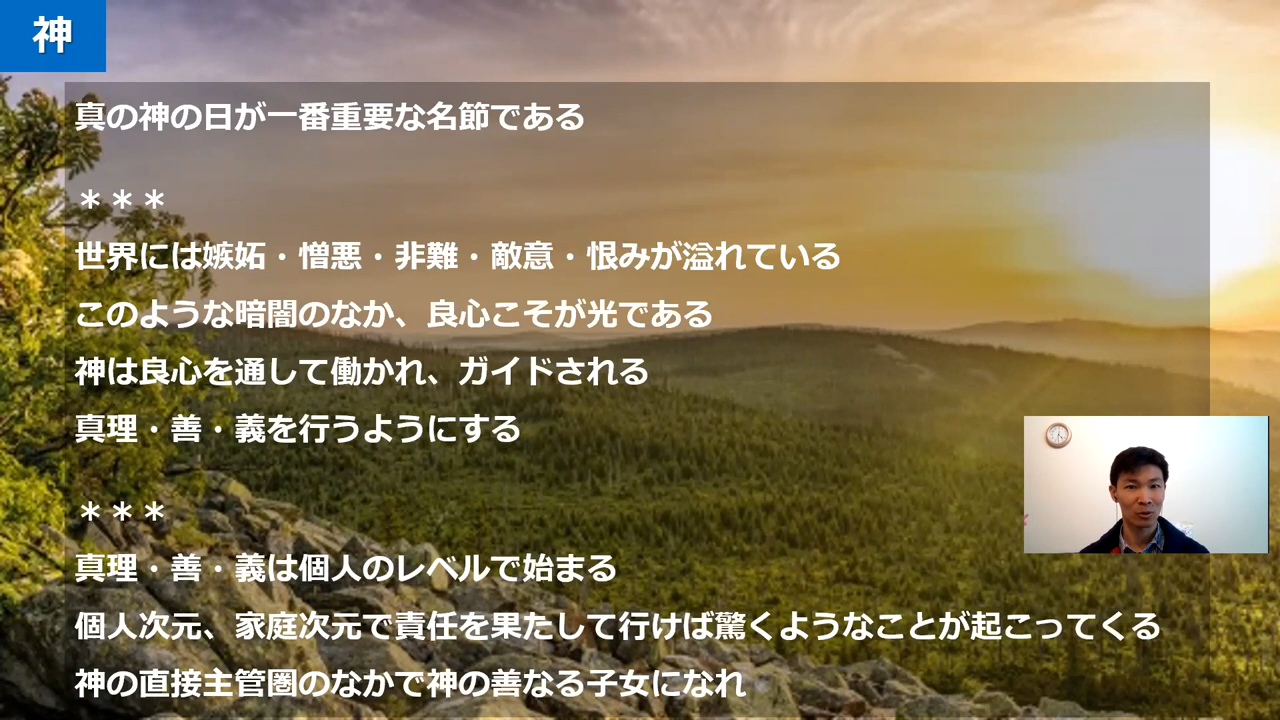 神
真の神の日が一番重要な名節である
＊＊＊
世界には嫉妬・憎悪・非難・敵意・恨みが溢れている
このような暗闇のなか、良心こそが光である
神は良心を通して働かれ、ガイドされる
真理・善・義を行うようにする
＊＊＊
真理・善・義は個人のレベルで始まる
個人次元、家庭次元で責任を果たして行けば驚くようなことが起こってくる
神の直接主管圏のなかで神の善なる子女になれ